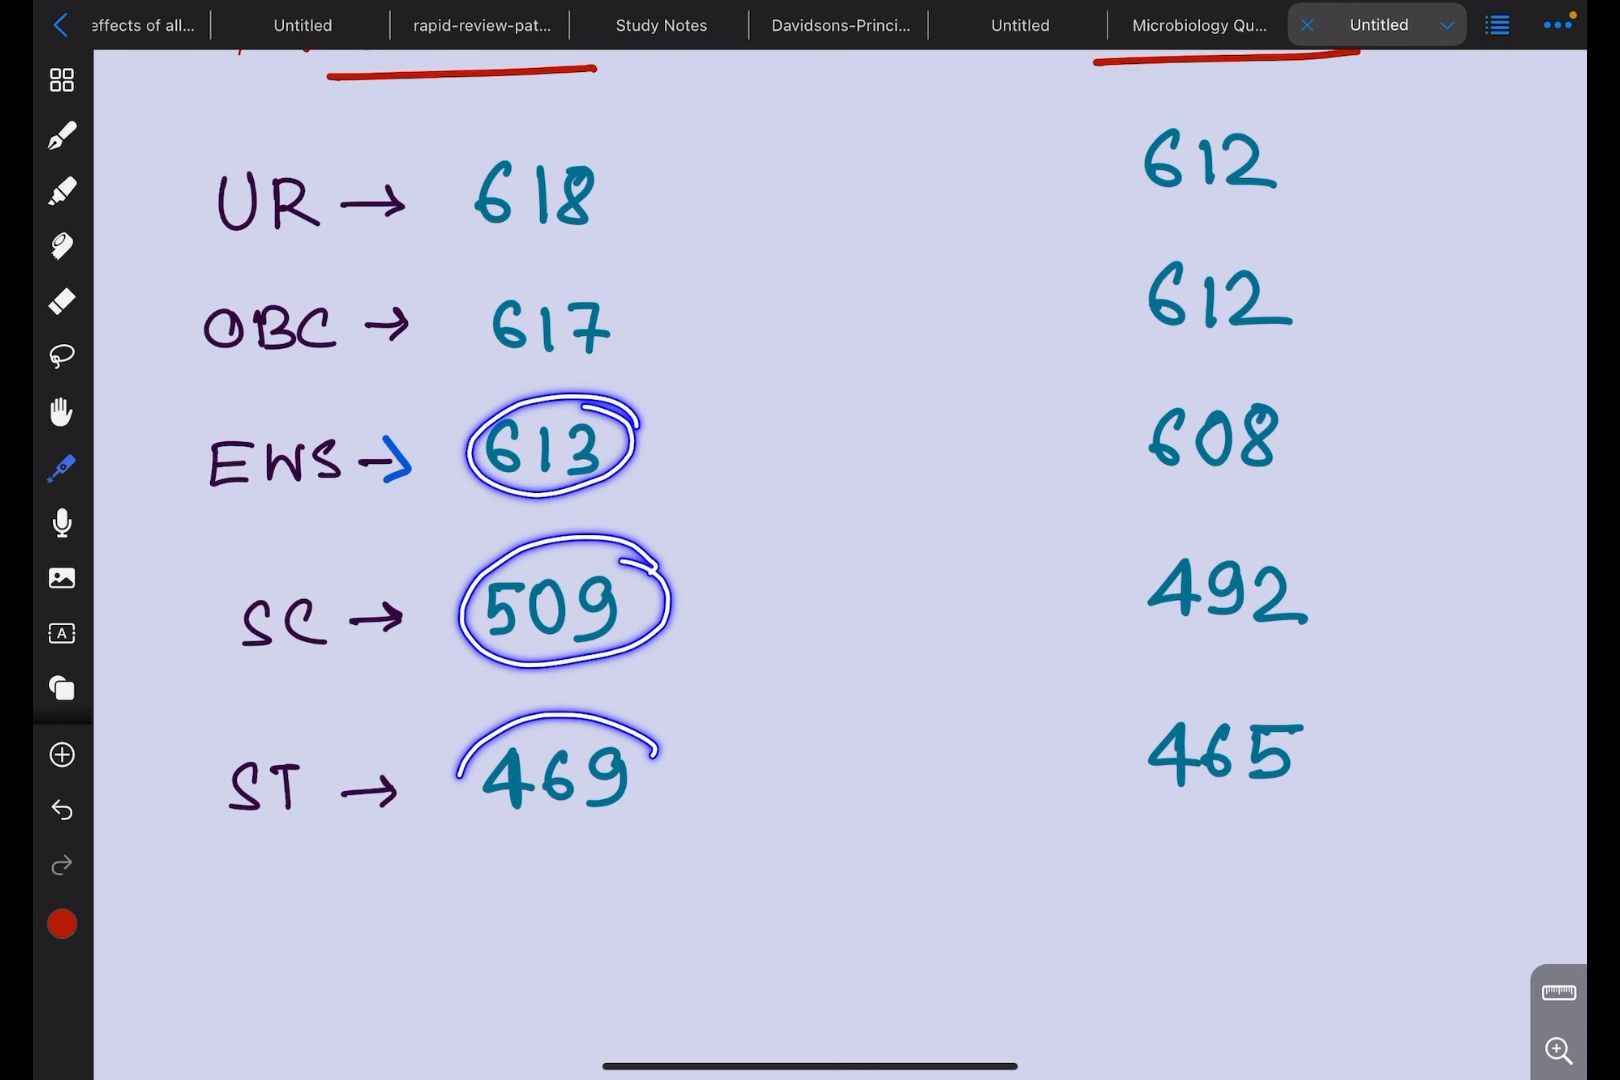 effects of all...
Untitled
rapid-review-pat...
Study Notes
Davidsons-Princi...
Untitled
Microbiology Qu...
Untitled
A
UR → 618 612
OBC → 617 612
EWS → 613 608
SC → 509 492
ST → 469 465